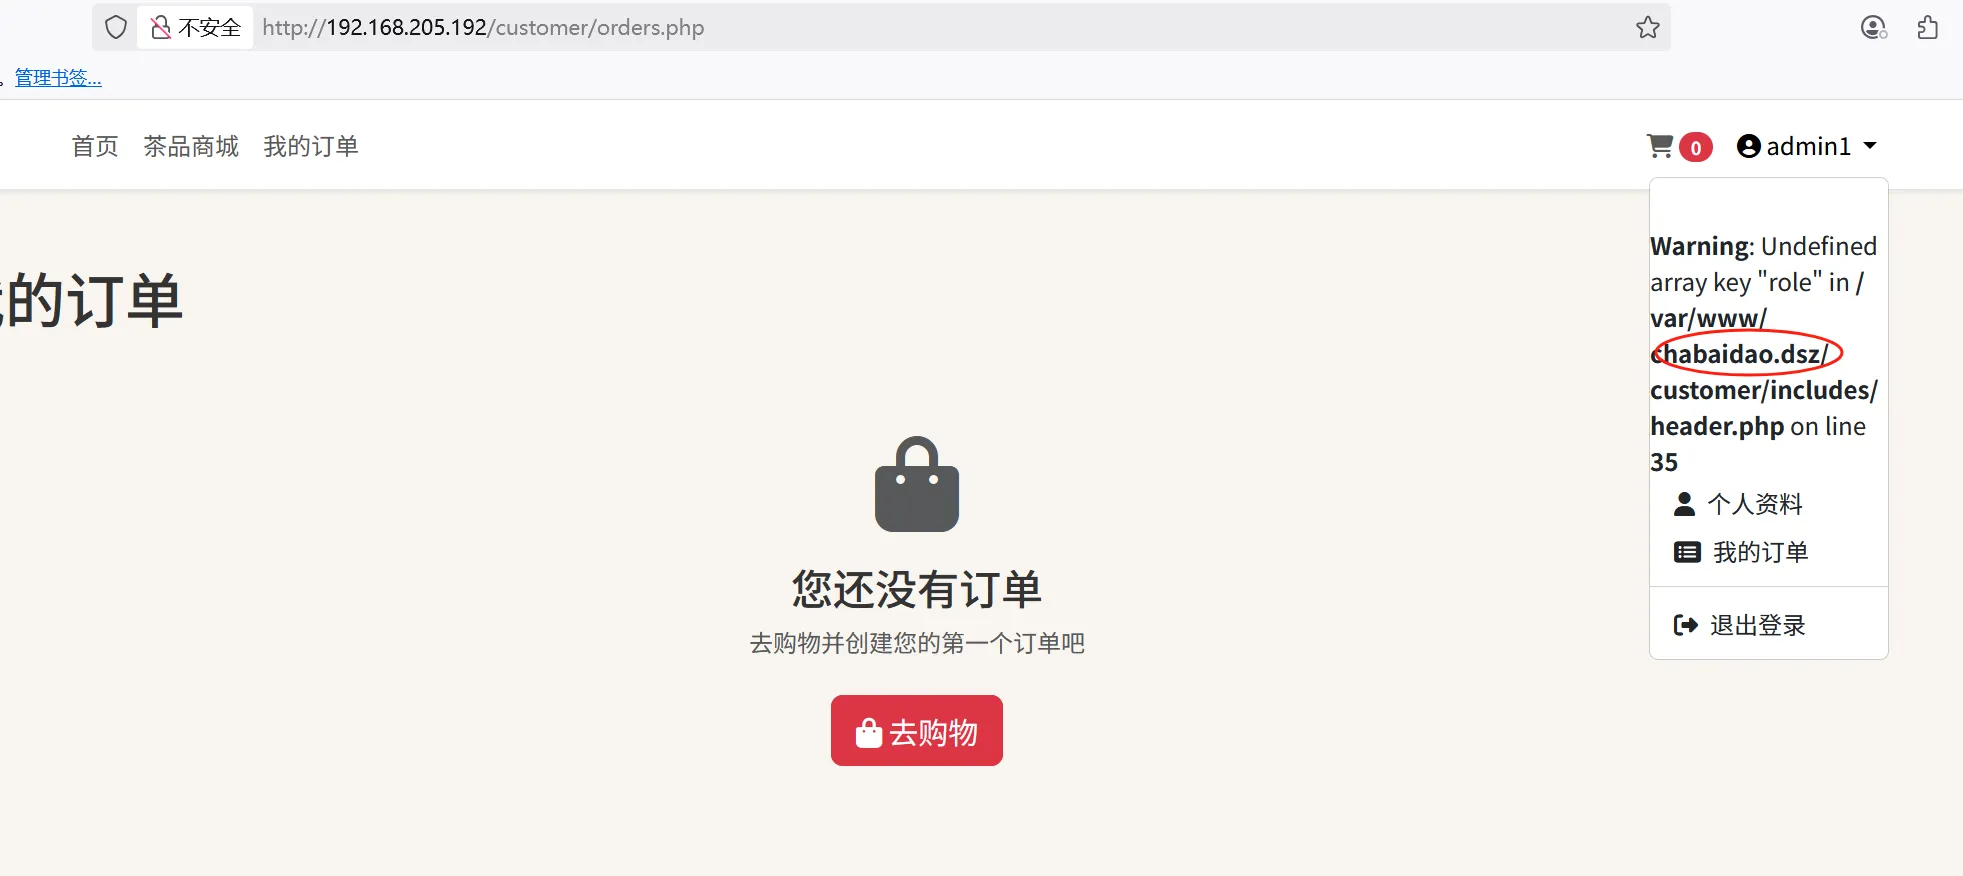 不安全 http://192.168.205.192/customer/orders.php
。管理书签...
首页 茶品商城 我的订单
0 admin1
Warning: Undefined
array key "role" in /
var/www/
chabaidao.dsz/
customer/includes/
header.php on line
35
个人资料
我的订单
退出登录
的订单
您还没有订单
去购物并创建您的第一个订单吧
去购物